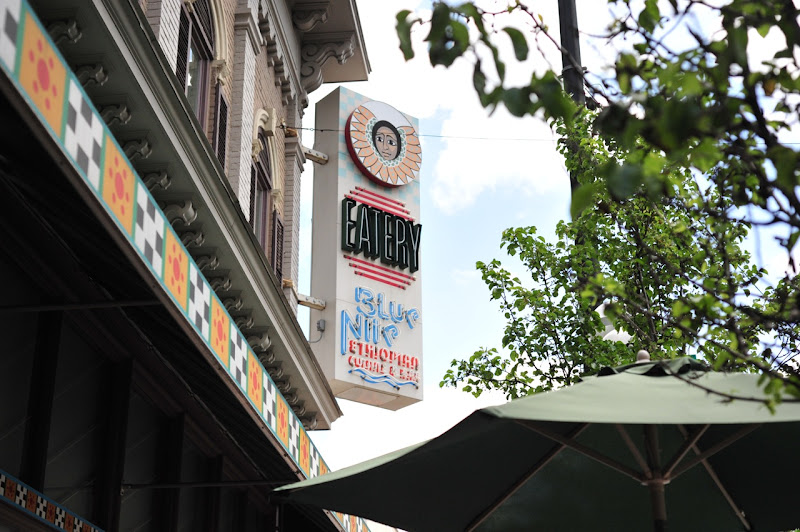 EATERY
BLUE
NILE
ETHIOPIAN
CUISINE & BAR